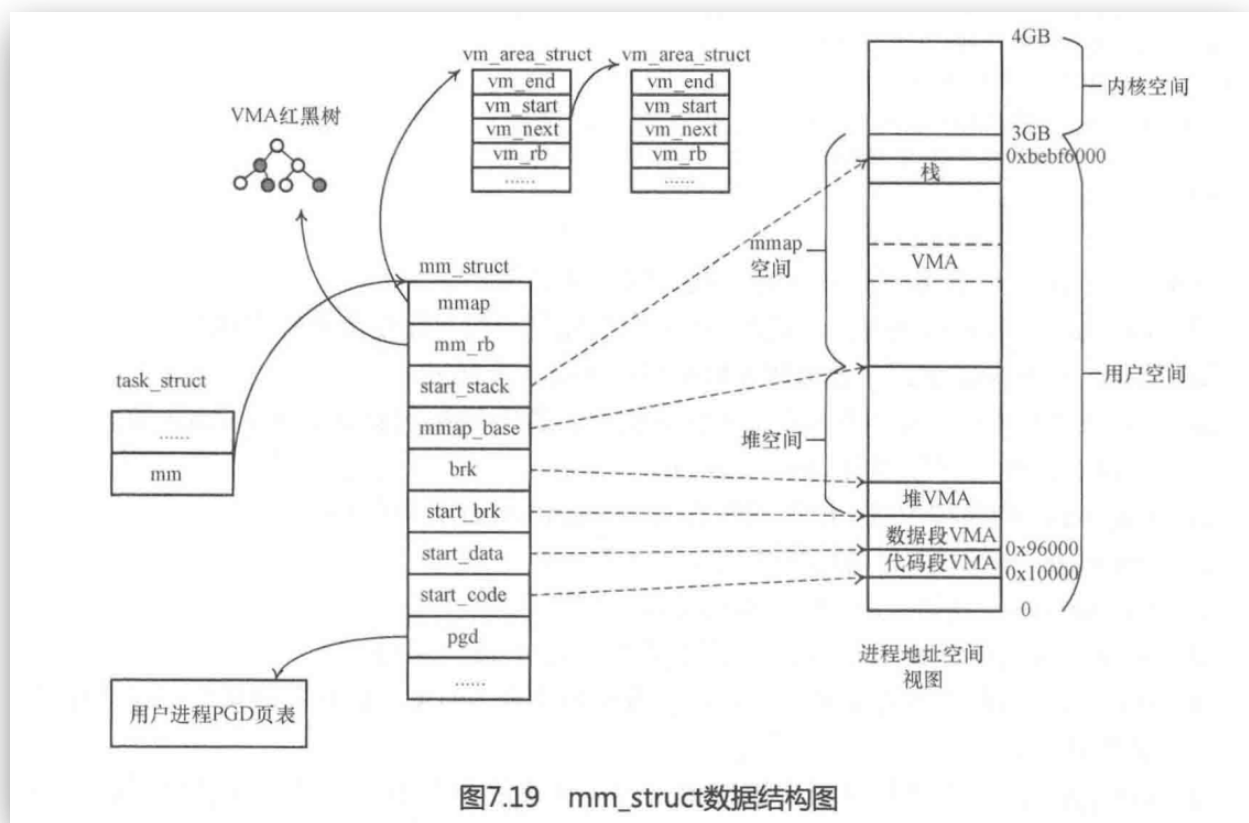 vm_area_struct
vm_end
vm_start
vm_next
vm_rb
......
vm_area_struct
vm_end
vm_start
vm_next
vm_rb
......
VMA红黑树
mm_struct
mmap
mm_rb
start_stack
mmap_base
brk
start_brk
start_data
start_code
pgd
......
task_struct
......
mm
用户进程PGD页表
4GB
内核空间
3GB
0xbebf6000
栈
mmap
空间
VMA
用户空间
堆空间
堆VMA
数据段VMA
0x96000
代码段VMA
0x10000
0
进程地址空间
视图
图7.19 mm_struct数据结构图